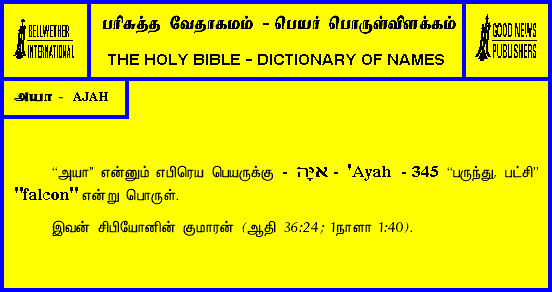 BELLWETHER
INTERNATIONAL
பரிசுத்த வேதாகமம் - பெயர் பொருள்விளக்கம்
THE HOLY BIBLE - DICTIONARY OF NAMES
GOOD NEWS
PUBLISHERS
அயா - AJAH
“அயா” என்னும் எபிரெய பெயருக்கு - אַיָּה - 'Ayah - 345 “பருந்து, பட்சி”
"falcon" என்று பொருள்.
இவன் சிபியோனின் குமாரன் (ஆதி 36:24; 1நாளா 1:40).